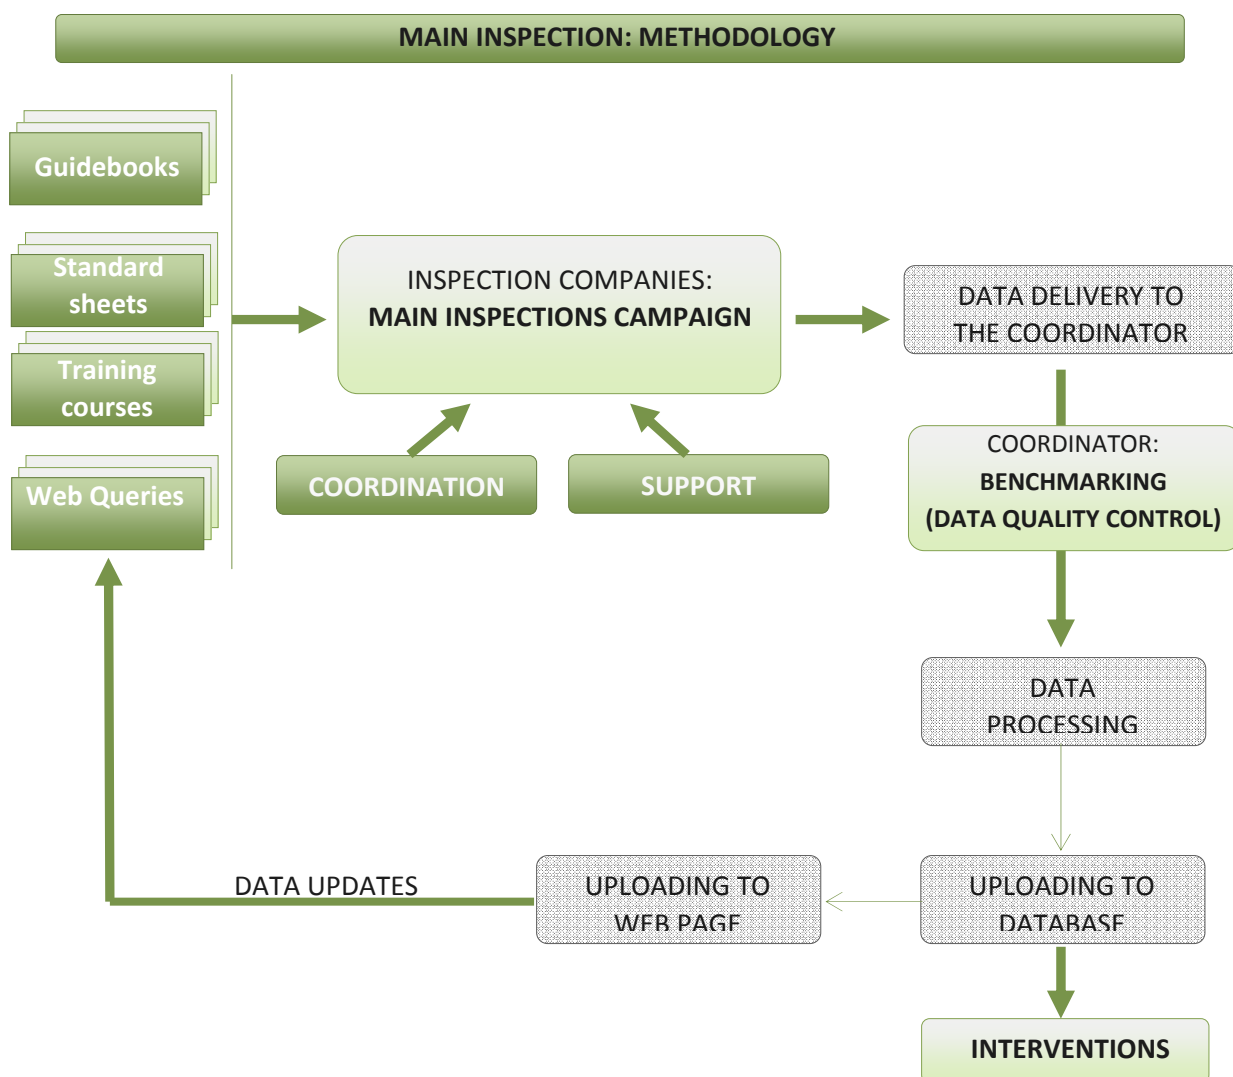 MAIN INSPECTION: METHODOLOGY
Guidebooks
Standard
sheets
Training
courses
Web Queries
INSPECTION COMPANIES:
MAIN INSPECTIONS CAMPAIGN
COORDINATION
SUPPORT
DATA DELIVERY TO
THE COORDINATOR
COORDINATOR:
BENCHMARKING
(DATA QUALITY CONTROL)
DATA
PROCESSING
UPLOADING TO
DATABASE
UPLOADING TO
WEB PAGE
DATA UPDATES
INTERVENTIONS